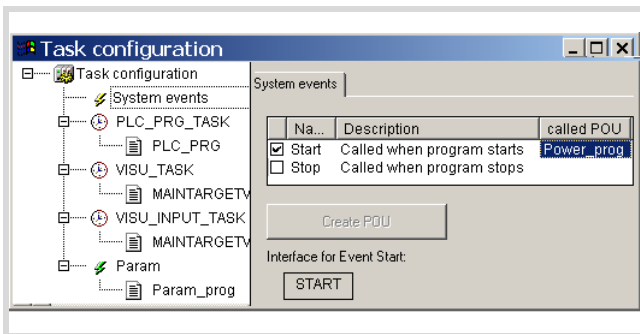 Task configuration
Task configuration
System events
PLC_PRG_TASK
PLC_PRG
VISU_TASK
MAINTARGETV
VISU_INPUT_TASK
MAINTARGETV
Param
Param_prog
System events
Na... Description called POU
Start Called when program starts Power_prog
Stop Called when program stops
Create POU
Interface for Event Start:
START